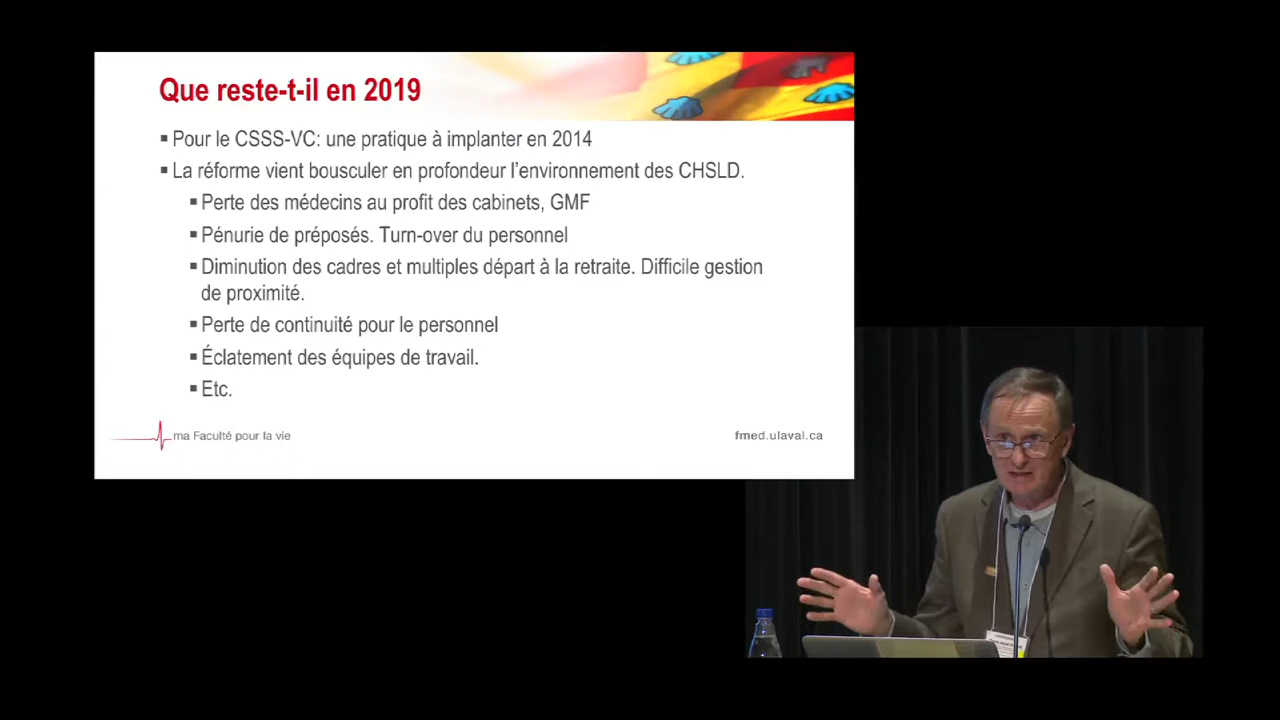 Que reste-t-il en 2019
▪ Pour le CSSS-VC: une pratique à implanter en 2014
▪ La réforme vient bousculer en profondeur l’environnement des CHSLD.
▪ Perte des médecins au profit des cabinets, GMF
▪ Pénurie de préposés. Turn-over du personnel
▪ Diminution des cadres et multiples départ à la retraite. Difficile gestion
de proximité.
▪ Perte de continuité pour le personnel
▪ Éclatement des équipes de travail.
▪ Etc.
ma Faculté pour la vie
fmed.ulaval.ca